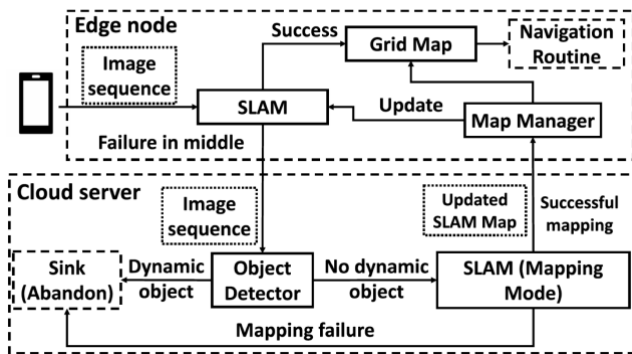 Edge node
Image
sequence
Success
Grid Map
Navigation
Routine
SLAM
Update
Map Manager
Failure in middle
Cloud server
Image
sequence
Updated
SLAM Map
Successful
mapping
Sink
(Abandon)
Dynamic
object
Object
Detector
No dynamic
object
SLAM (Mapping
Mode)
Mapping failure